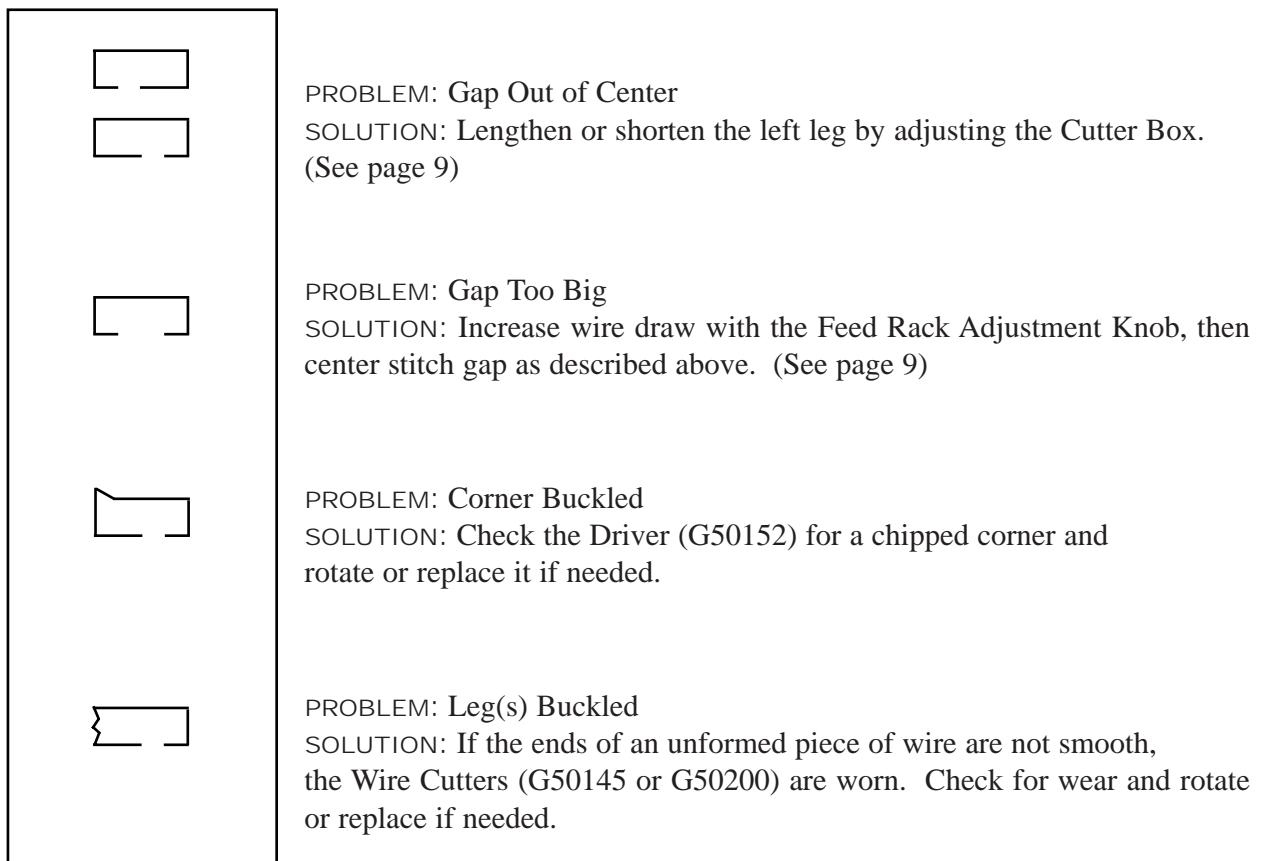 PROBLEM: Gap Out of Center
SOLUTION: Lengthen or shorten the left leg by adjusting the Cutter Box.
(See page 9)
PROBLEM: Gap Too Big
SOLUTION: Increase wire draw with the Feed Rack Adjustment Knob, then
center stitch gap as described above. (See page 9)
PROBLEM: Corner Buckled
SOLUTION: Check the Driver (G50152) for a chipped corner and
rotate or replace it if needed.
PROBLEM: Leg(s) Buckled
SOLUTION: If the ends of an unformed piece of wire are not smooth,
the Wire Cutters (G50145 or G50200) are worn. Check for wear and rotate
or replace if needed.